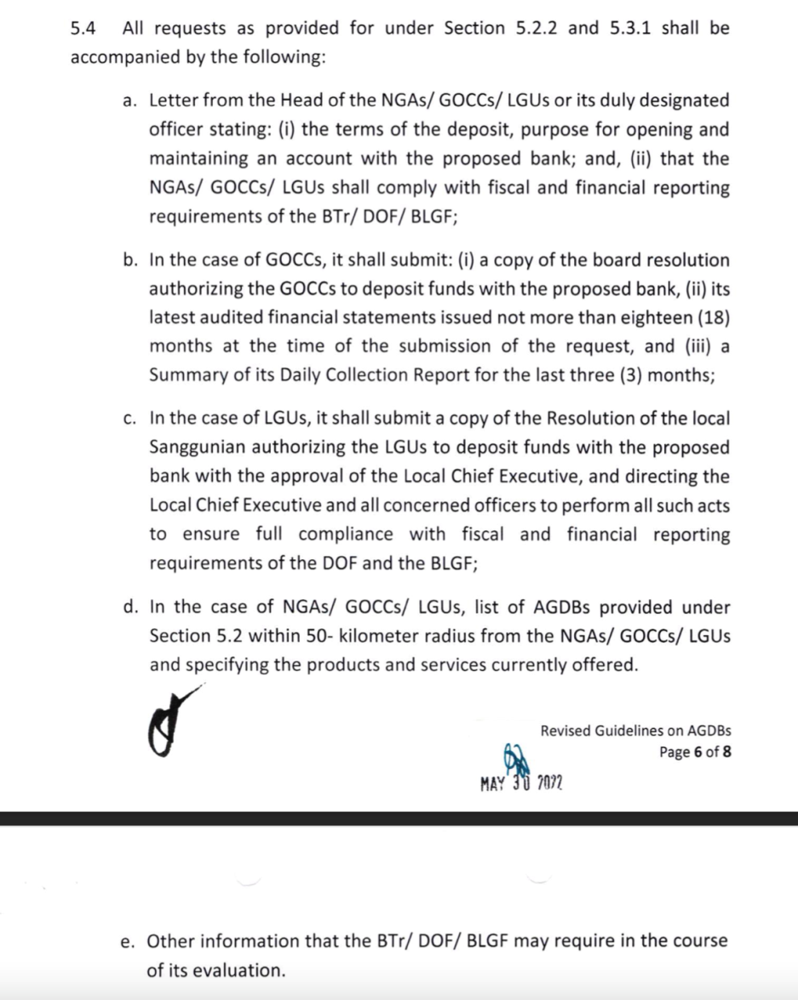 5.4 All requests as provided for under Section 5.2.2 and 5.3.1 shall be
accompanied by the following:
a. Letter from the Head of the NGAs/ GOCCs/ LGUs or its duly designated
officer stating: (i) the terms of the deposit, purpose for opening and
maintaining an account with the proposed bank; and, (ii) that the
NGAs/ GOCCs/ LGUs shall comply with fiscal and financial reporting
requirements of the BTr/ DOF/ BLGF;
b. In the case of GOCCs, it shall submit: (i) a copy of the board resolution
authorizing the GOCCs to deposit funds with the proposed bank, (ii) its
latest audited financial statements issued not more than eighteen (18)
months at the time of the submission of the request, and (iii) a
Summary of its Daily Collection Report for the last three (3) months;
c. In the case of LGUs, it shall submit a copy of the Resolution of the local
Sanggunian authorizing the LGUs to deposit funds with the proposed
bank with the approval of the Local Chief Executive, and directing the
Local Chief Executive and all concerned officers to perform all such acts
to ensure full compliance with fiscal and financial reporting
requirements of the DOF and the BLGF;
d. In the case of NGAs/ GOCCs/ LGUs, list of AGDBs provided under
Section 5.2 within 50- kilometer radius from the NGAs/ GOCCs/ LGUs
and specifying the products and services currently offered.
Revised Guidelines on AGDBs
Page 6 of 8
MAY 30 2022
e. Other information that the BTr/ DOF/ BLGF may require in the course
of its evaluation.